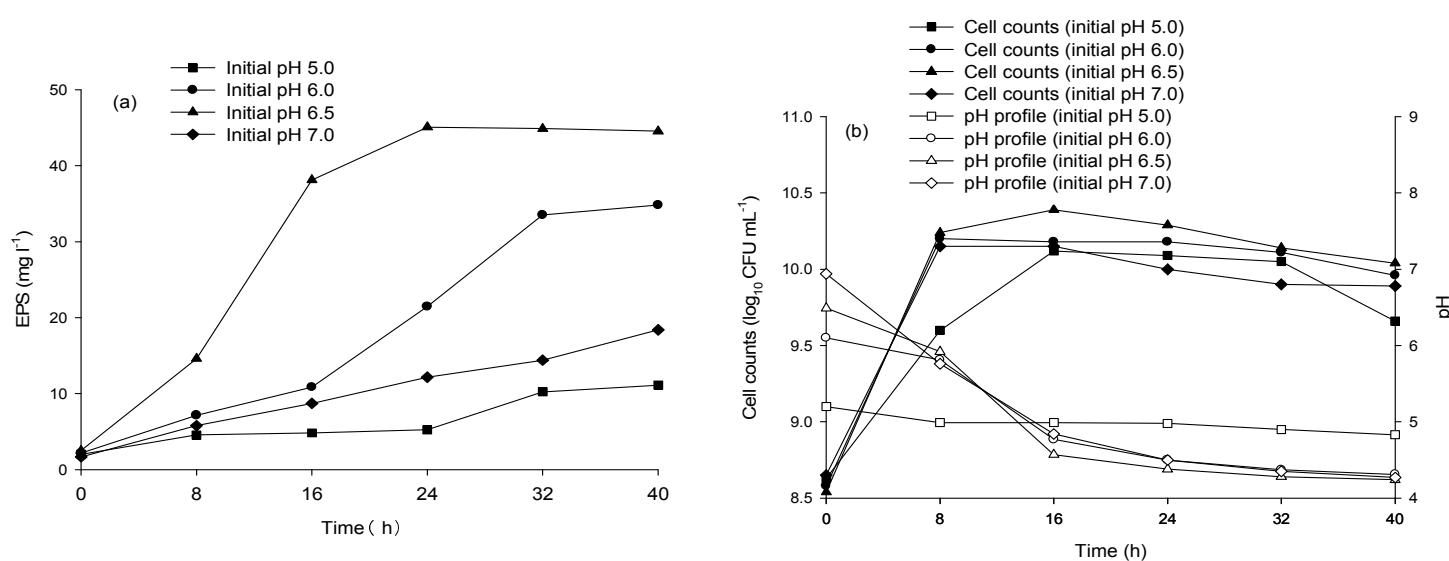 (a)
Initial pH 5.0
Initial pH 6.0
Initial pH 6.5
Initial pH 7.0
EPS (mg l-1)
50
40
30
20
10
0
0 8 16 24 32 40
Time( h)
Cell counts (initial pH 5.0)
Cell counts (initial pH 6.0)
Cell counts (initial pH 6.5)
Cell counts (initial pH 7.0)
pH profile (initial pH 5.0)
pH profile (initial pH 6.0)
pH profile (initial pH 6.5)
pH profile (initial pH 7.0)
(b)
Cell counts (log10 CFU mL-1)
11.0
10.5
10.0
9.5
9.0
8.5
9
8
7
6
5
4
pH
0 8 16 24 32 40
Time (h)